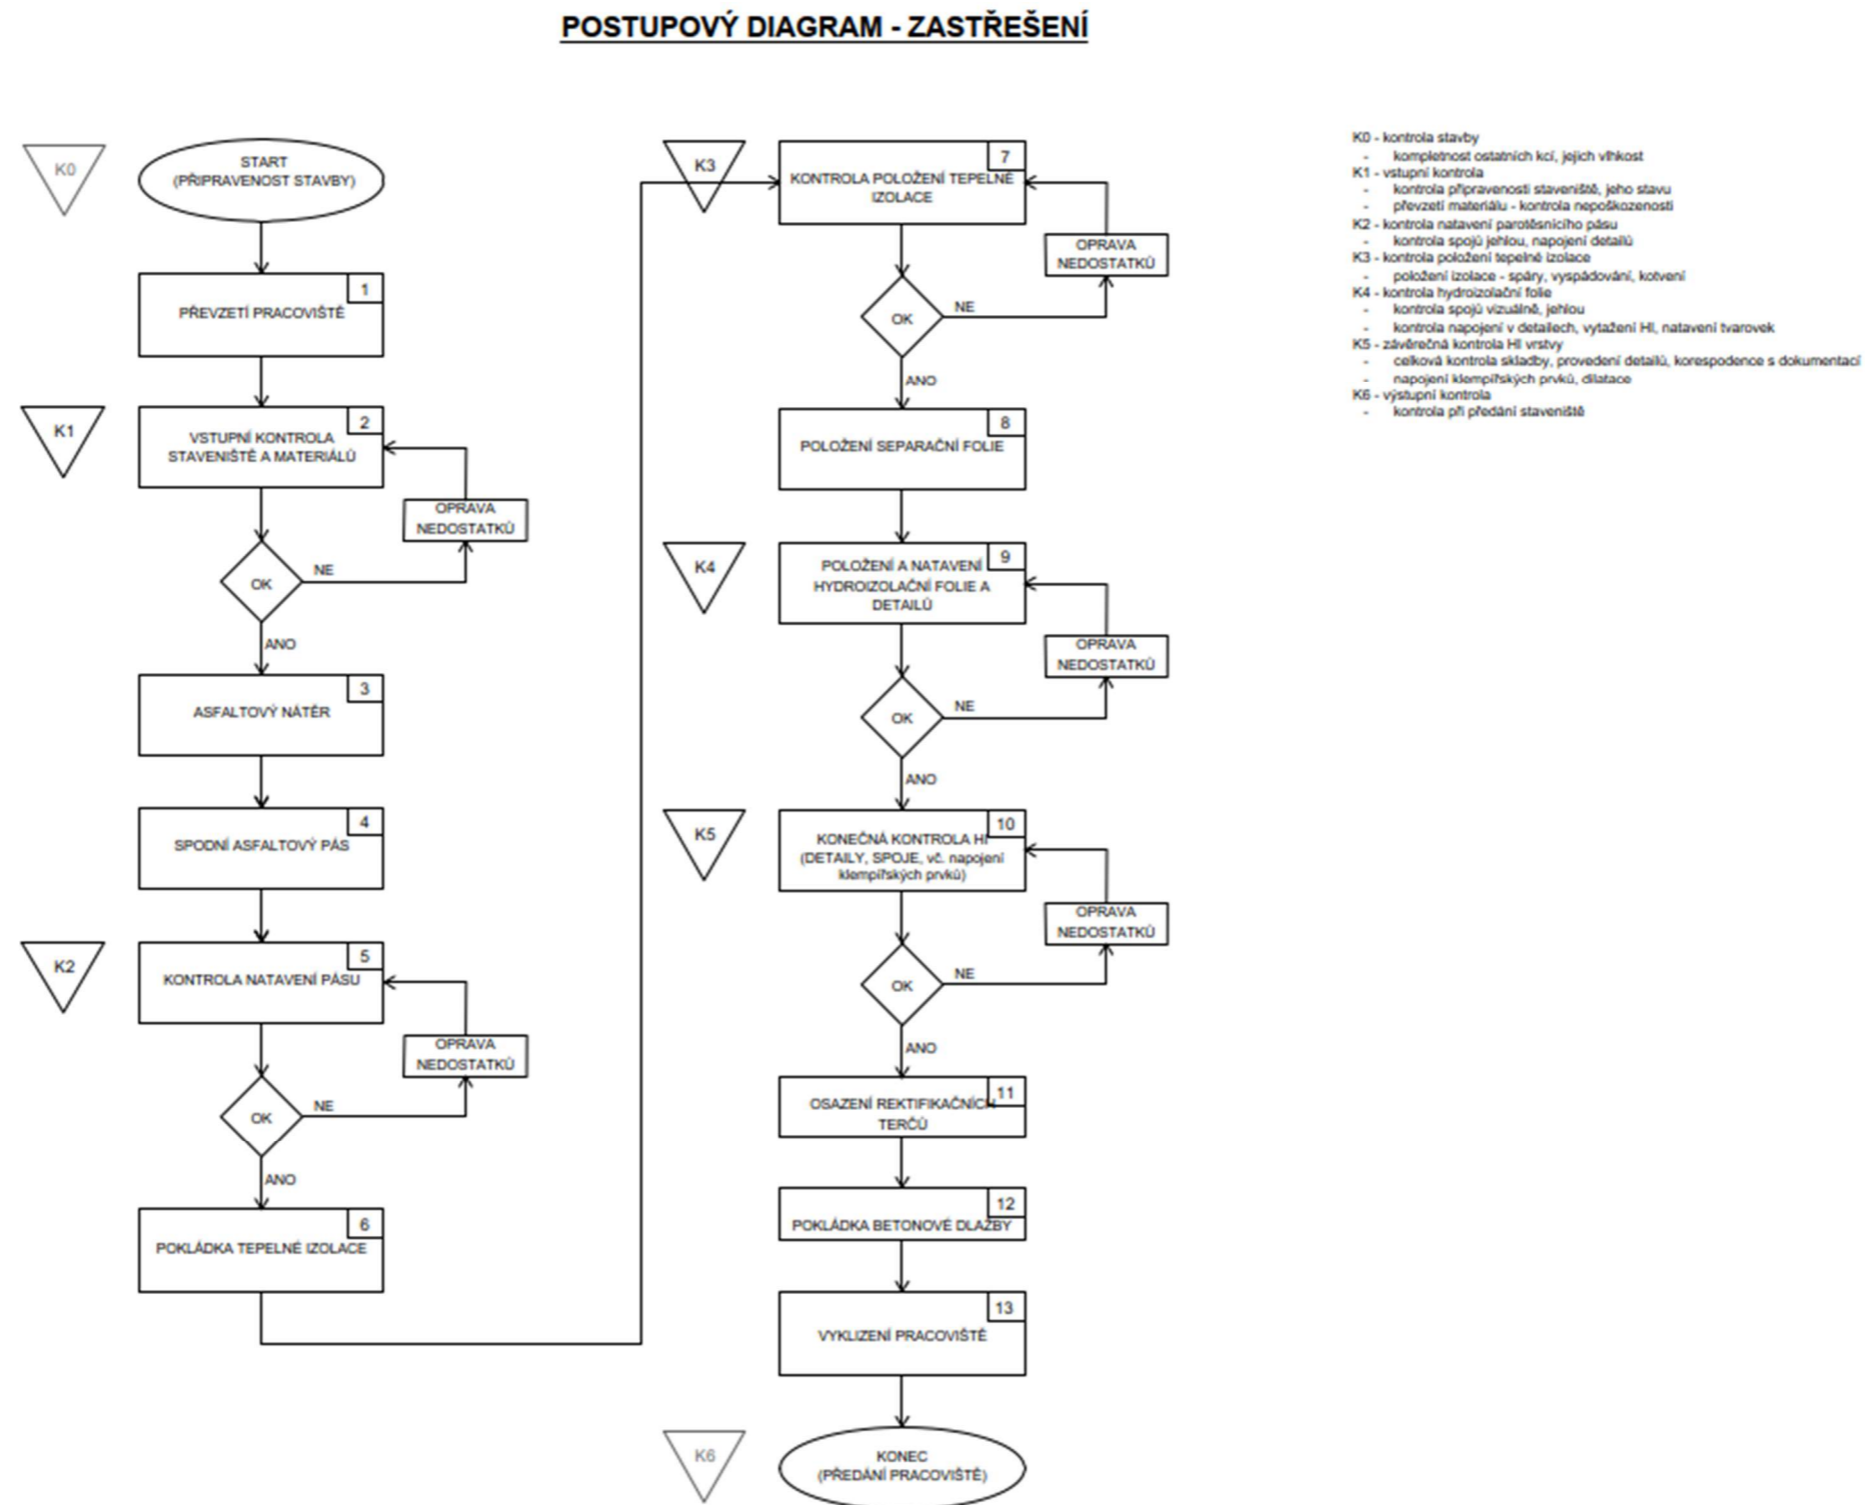 POSTUPOVÝ DIAGRAM - ZASTŘEŠENÍ
K0
START
(PŘIPRAVENOST STAVBY)
1
PŘEVZETÍ PRACOVIŠTĚ
K1
2
VSTUPNÍ KONTROLA
STAVENIŠTĚ A MATERIÁLŮ
OPRAVA
NEDOSTATKŮ
OK
NE
ANO
3
ASFALTOVÝ NÁTĚR
4
SPODNÍ ASFALTOVÝ PÁS
K2
5
KONTROLA NATAVENÍ PÁSU
OPRAVA
NEDOSTATKŮ
OK
NE
ANO
6
POKLÁDKA TEPELNÉ IZOLACE
K3
7
KONTROLA POLOŽENÍ TEPELNÉ
IZOLACE
OPRAVA
NEDOSTATKŮ
OK
NE
ANO
8
POLOŽENÍ SEPARAČNÍ FOLIE
K4
9
POLOŽENÍ A NATAVENÍ
HYDROIZOLAČNÍ FOLIE A
DETAILŮ
OPRAVA
NEDOSTATKŮ
OK
NE
ANO
K5
10
KONEČNÁ KONTROLA HI
(DETAILY, SPOJE, vč. napojení
klempířských prvků)
OPRAVA
NEDOSTATKŮ
OK
NE
ANO
11
OSAZENÍ REKTIFIKAČNÍCH
TERČŮ
12
POKLÁDKA BETONOVÉ DLAŽBY
13
VYKLIZENÍ PRACOVIŠTĚ
K6
KONEC
(PŘEDÁNÍ PRACOVIŠTĚ)
K0 - kontrola stavby
- kompletnost ostatních kcí, jejich vlhkost
K1 - vstupní kontrola
- kontrola připravenosti staveniště, jeho stavu
- převzetí materiálu - kontrola nepoškozenosti
K2 - kontrola natavení parotěsnícího pásu
- kontrola spojů jehlou, napojení detailů
K3 - kontrola položení tepelné izolace
- položení izolace - spáry, vyspádování, kotvení
K4 - kontrola hydroizolační folie
- kontrola spojů vizuálně, jehlou
- kontrola napojení v detailech, vytažení HI, natavení tvarovek
K5 - závěrečná kontrola HI vrstvy
- celková kontrola skladby, provedení detailů, korespodence s dokumentací
- napojení klempířských prvků, dilatace
K6 - výstupní kontrola
- kontrola při předání staveniště